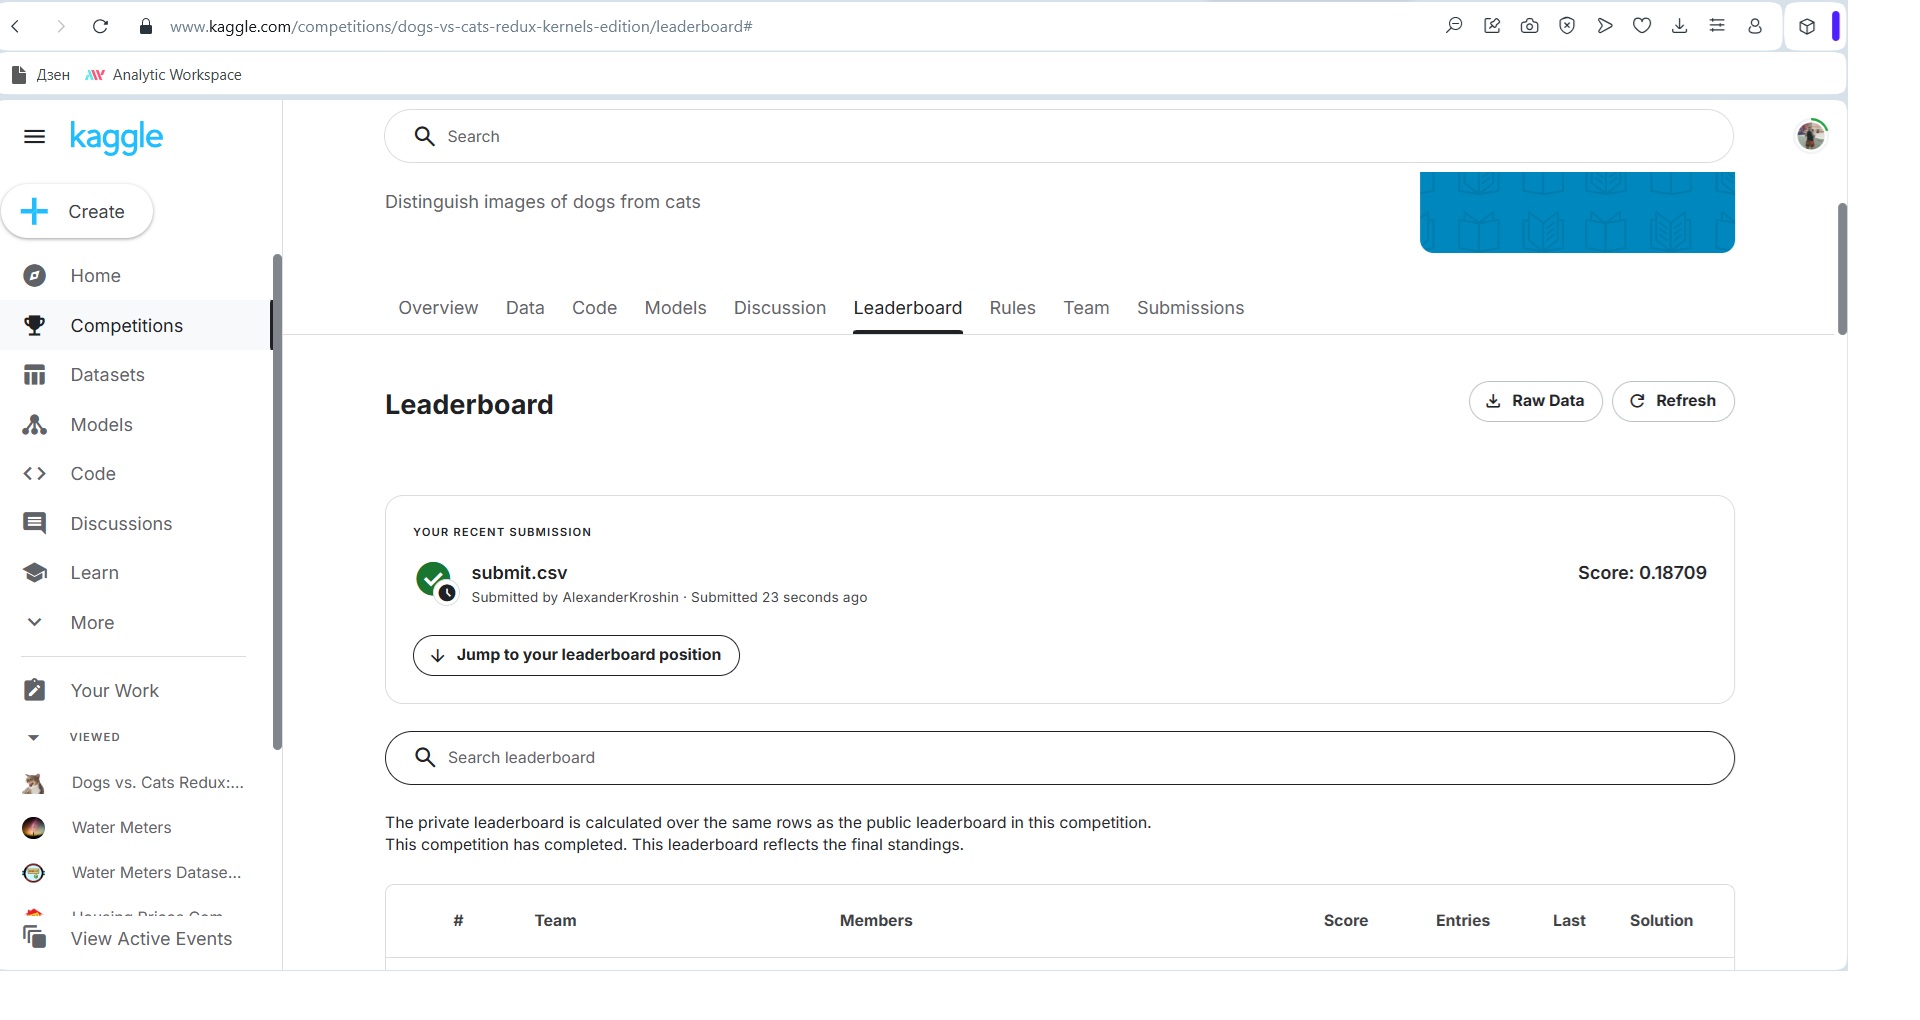 www.kaggle.com/competitions/dogs-vs-cats-redux-kernels-edition/leaderboard#
Дзен
Analytic Workspace
kaggle
Search
Create
Distinguish images of dogs from cats
Home
Competitions
Datasets
Models
Code
Discussions
Learn
More
Your Work
VIEWED
Dogs vs. Cats Redux:...
Water Meters
Water Meters Datase...
View Active Events
Overview Data Code Models Discussion Leaderboard Rules Team Submissions
Leaderboard
Raw Data
Refresh
YOUR RECENT SUBMISSION
submit.csv
Score: 0.18709
Submitted by AlexanderKroshin · Submitted 23 seconds ago
Jump to your leaderboard position
Search leaderboard
The private leaderboard is calculated over the same rows as the public leaderboard in this competition.
This competition has completed. This leaderboard reflects the final standings.
# Team Members Score Entries Last Solution